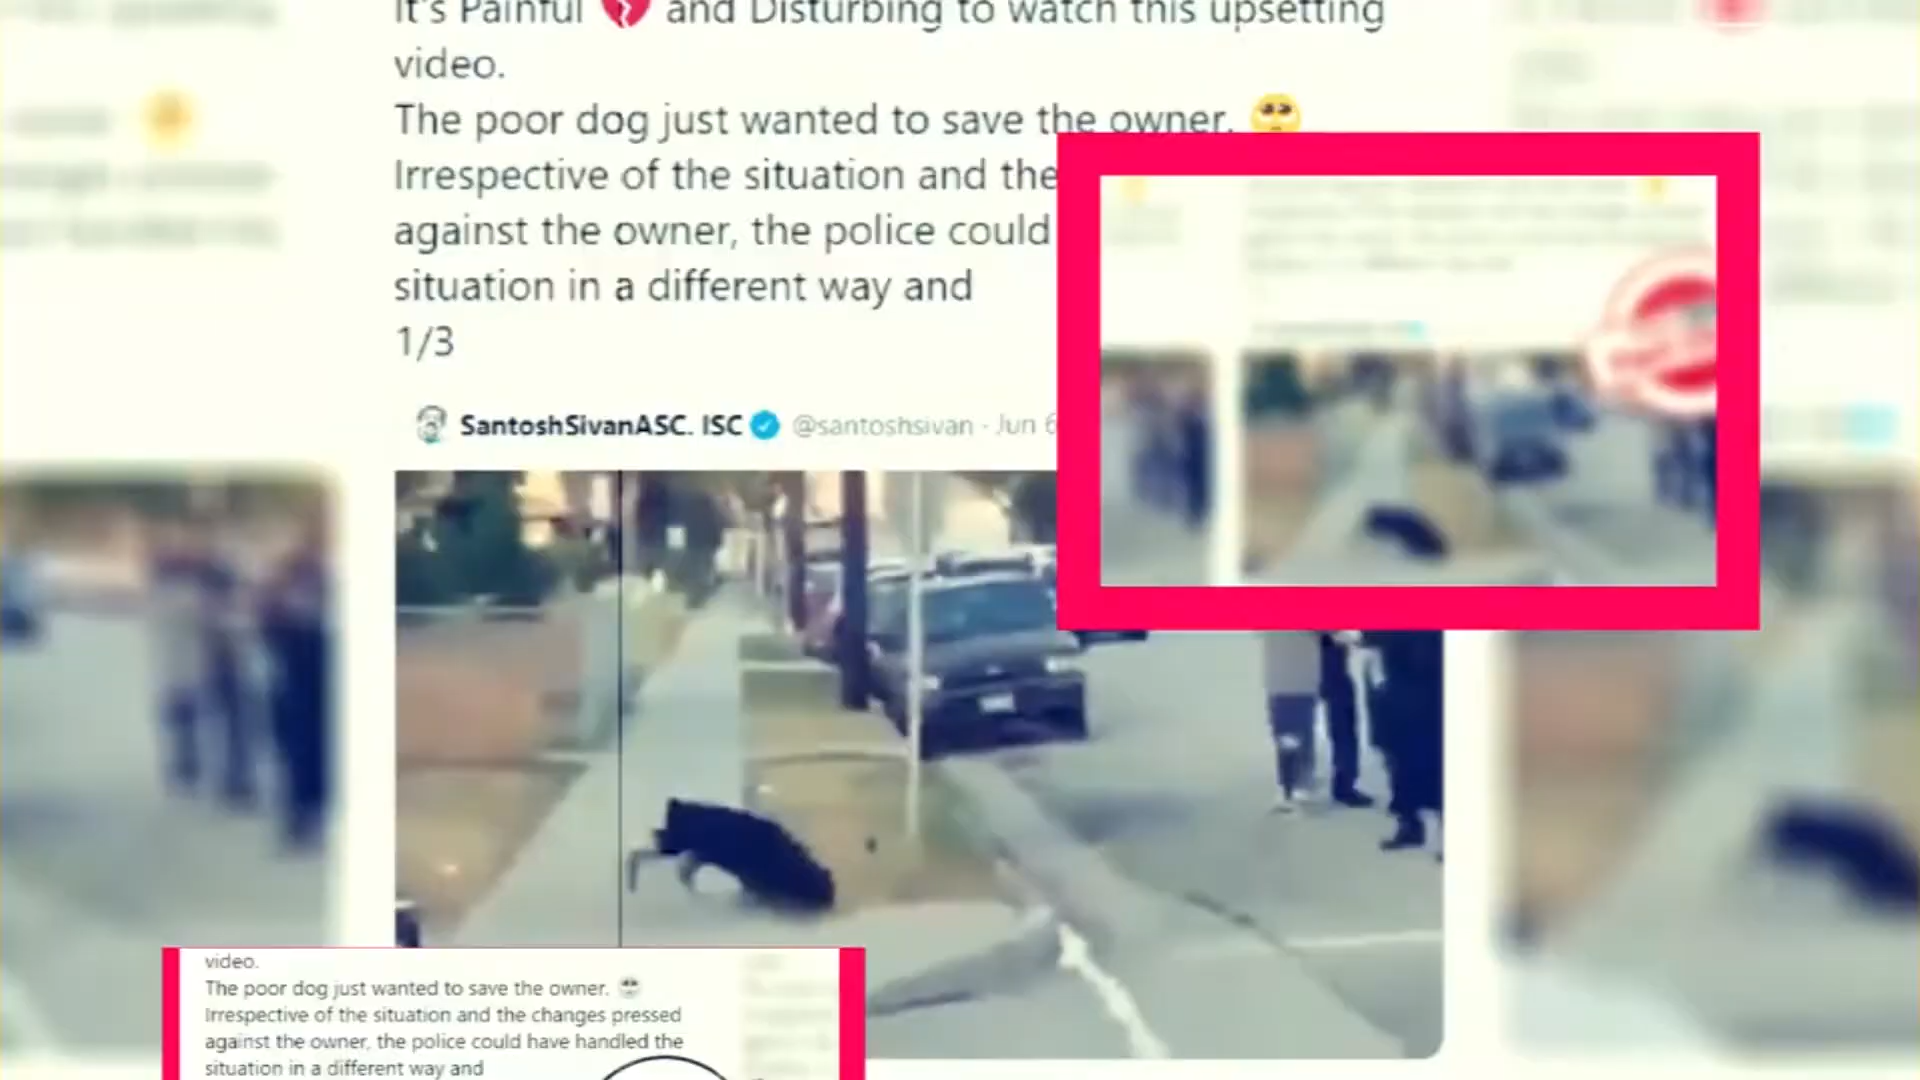 It's Painful 💔 and Disturbing to watch this upsetting
video.
The poor dog just wanted to save the owner. 🥺
Irrespective of the situation and the
against the owner, the police could
situation in a different way and
1/3
SantoshSivanASC. ISC @santoshsivan · Jun 6
video.
The poor dog just wanted to save the owner.
Irrespective of the situation and the changes pressed
against the owner, the police could have handled the
situation in a different way and